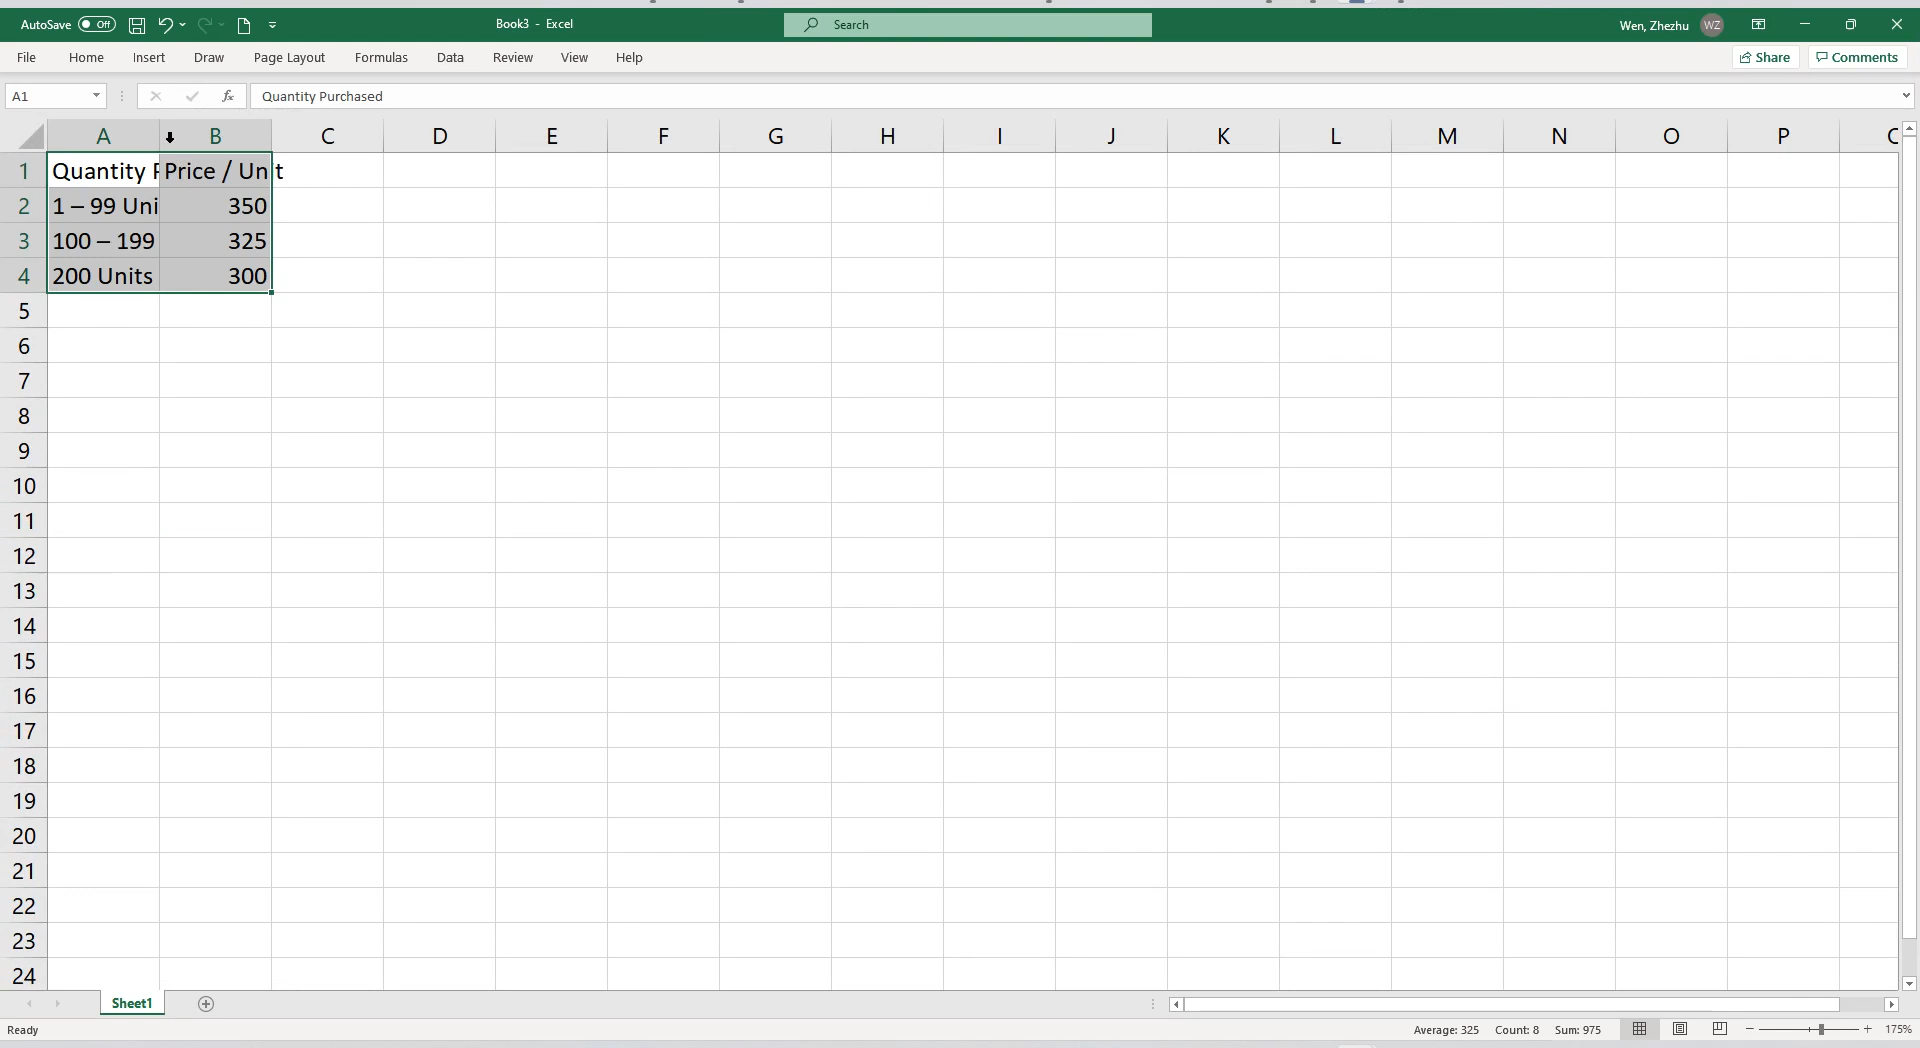 AutoSave Off Book3 - Excel Search Wen, Zhezhu WZ
File Home Insert Draw Page Layout Formulas Data Review View Help Share Comments
A1 fx Quantity Purchased
A B C D E F G H I J K L M N O P
1 Quantity Price / Unit
2 1 – 99 Uni 350
3 100 – 199 325
4 200 Units 300
5
6
7
8
9
10
11
12
13
14
15
16
17
18
19
20
21
22
23
24
Sheet1
Ready Average: 325 Count: 8 Sum: 975 175%